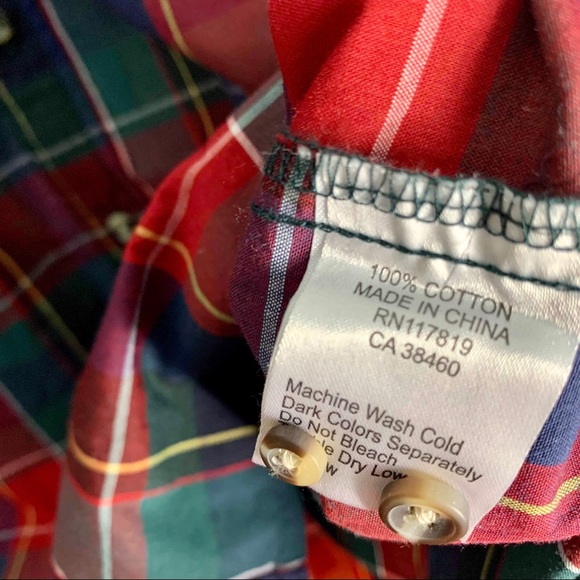 100% COTTON
MADE IN CHINA
RN117819
CA 38460
Machine Wash Cold
Dark Colors Separately
Do Not Bleach
Dry Low